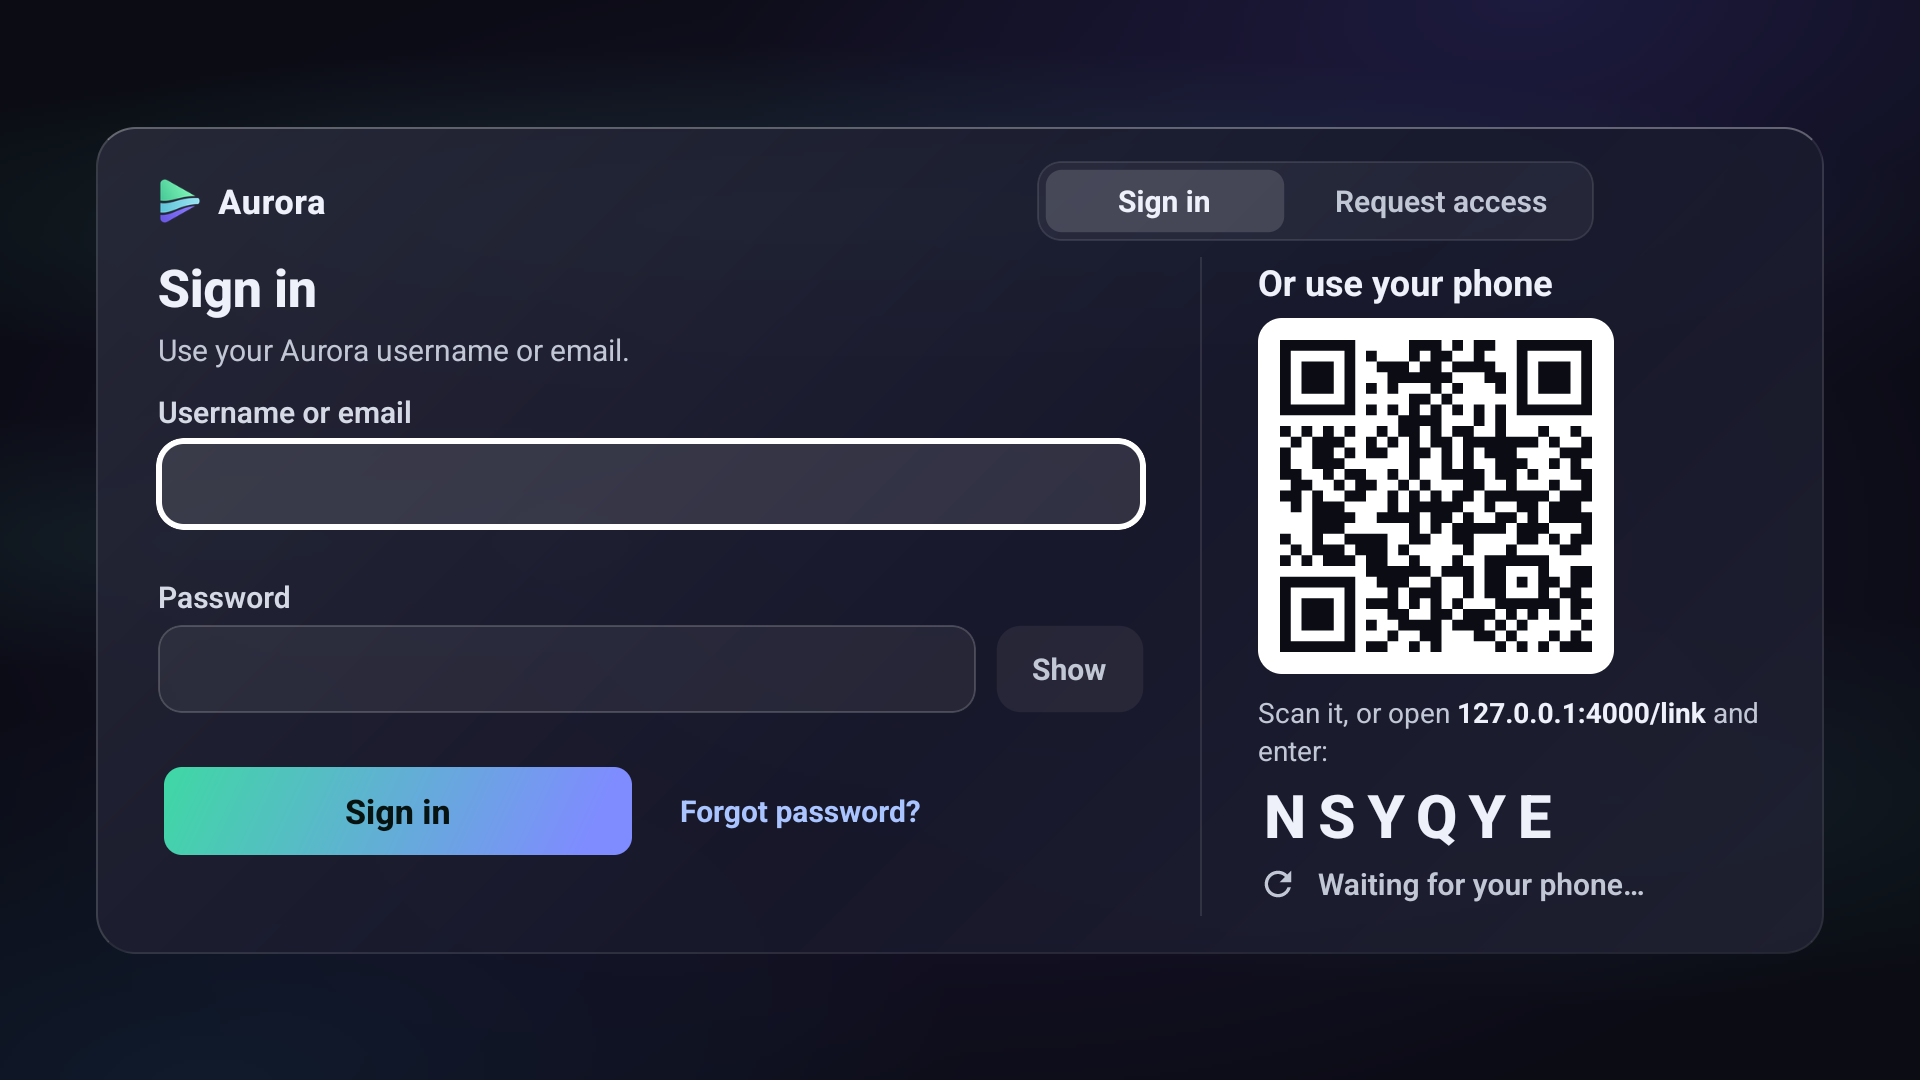 Aurora
Sign in
Request access
Sign in
Use your Aurora username or email.
Username or email
Password
Show
Sign in
Forgot password?
Or use your phone
Scan it, or open 127.0.0.1:4000/link and
enter:
NSYQYE
Waiting for your phone...